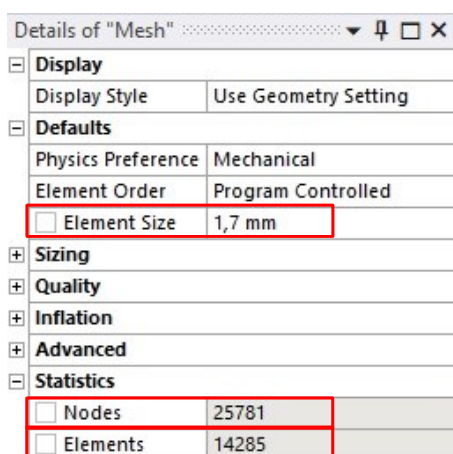 Details of "Mesh"
Display
Display Style Use Geometry Setting
Defaults
Physics Preference Mechanical
Element Order Program Controlled
Element Size 1,7 mm
Sizing
Quality
Inflation
Advanced
Statistics
Nodes 25781
Elements 14285